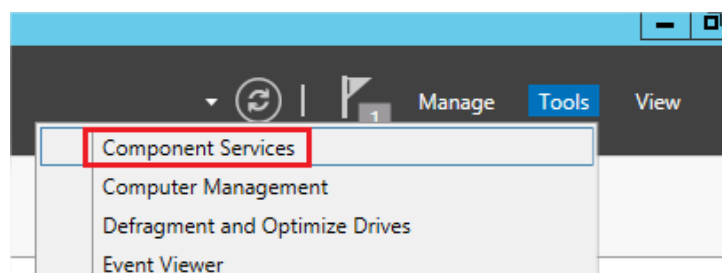 1 Manage Tools View
Component Services
Computer Management
Defragment and Optimize Drives
Event Viewer